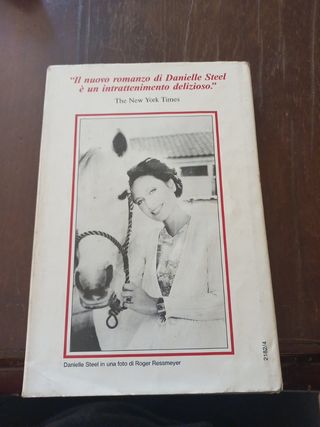 “Il nuovo romanzo di Danielle Steel
è un intrattenimento delizioso.”
The New York Times
Danielle Steel in una foto di Roger Ressmeyer
2182/4